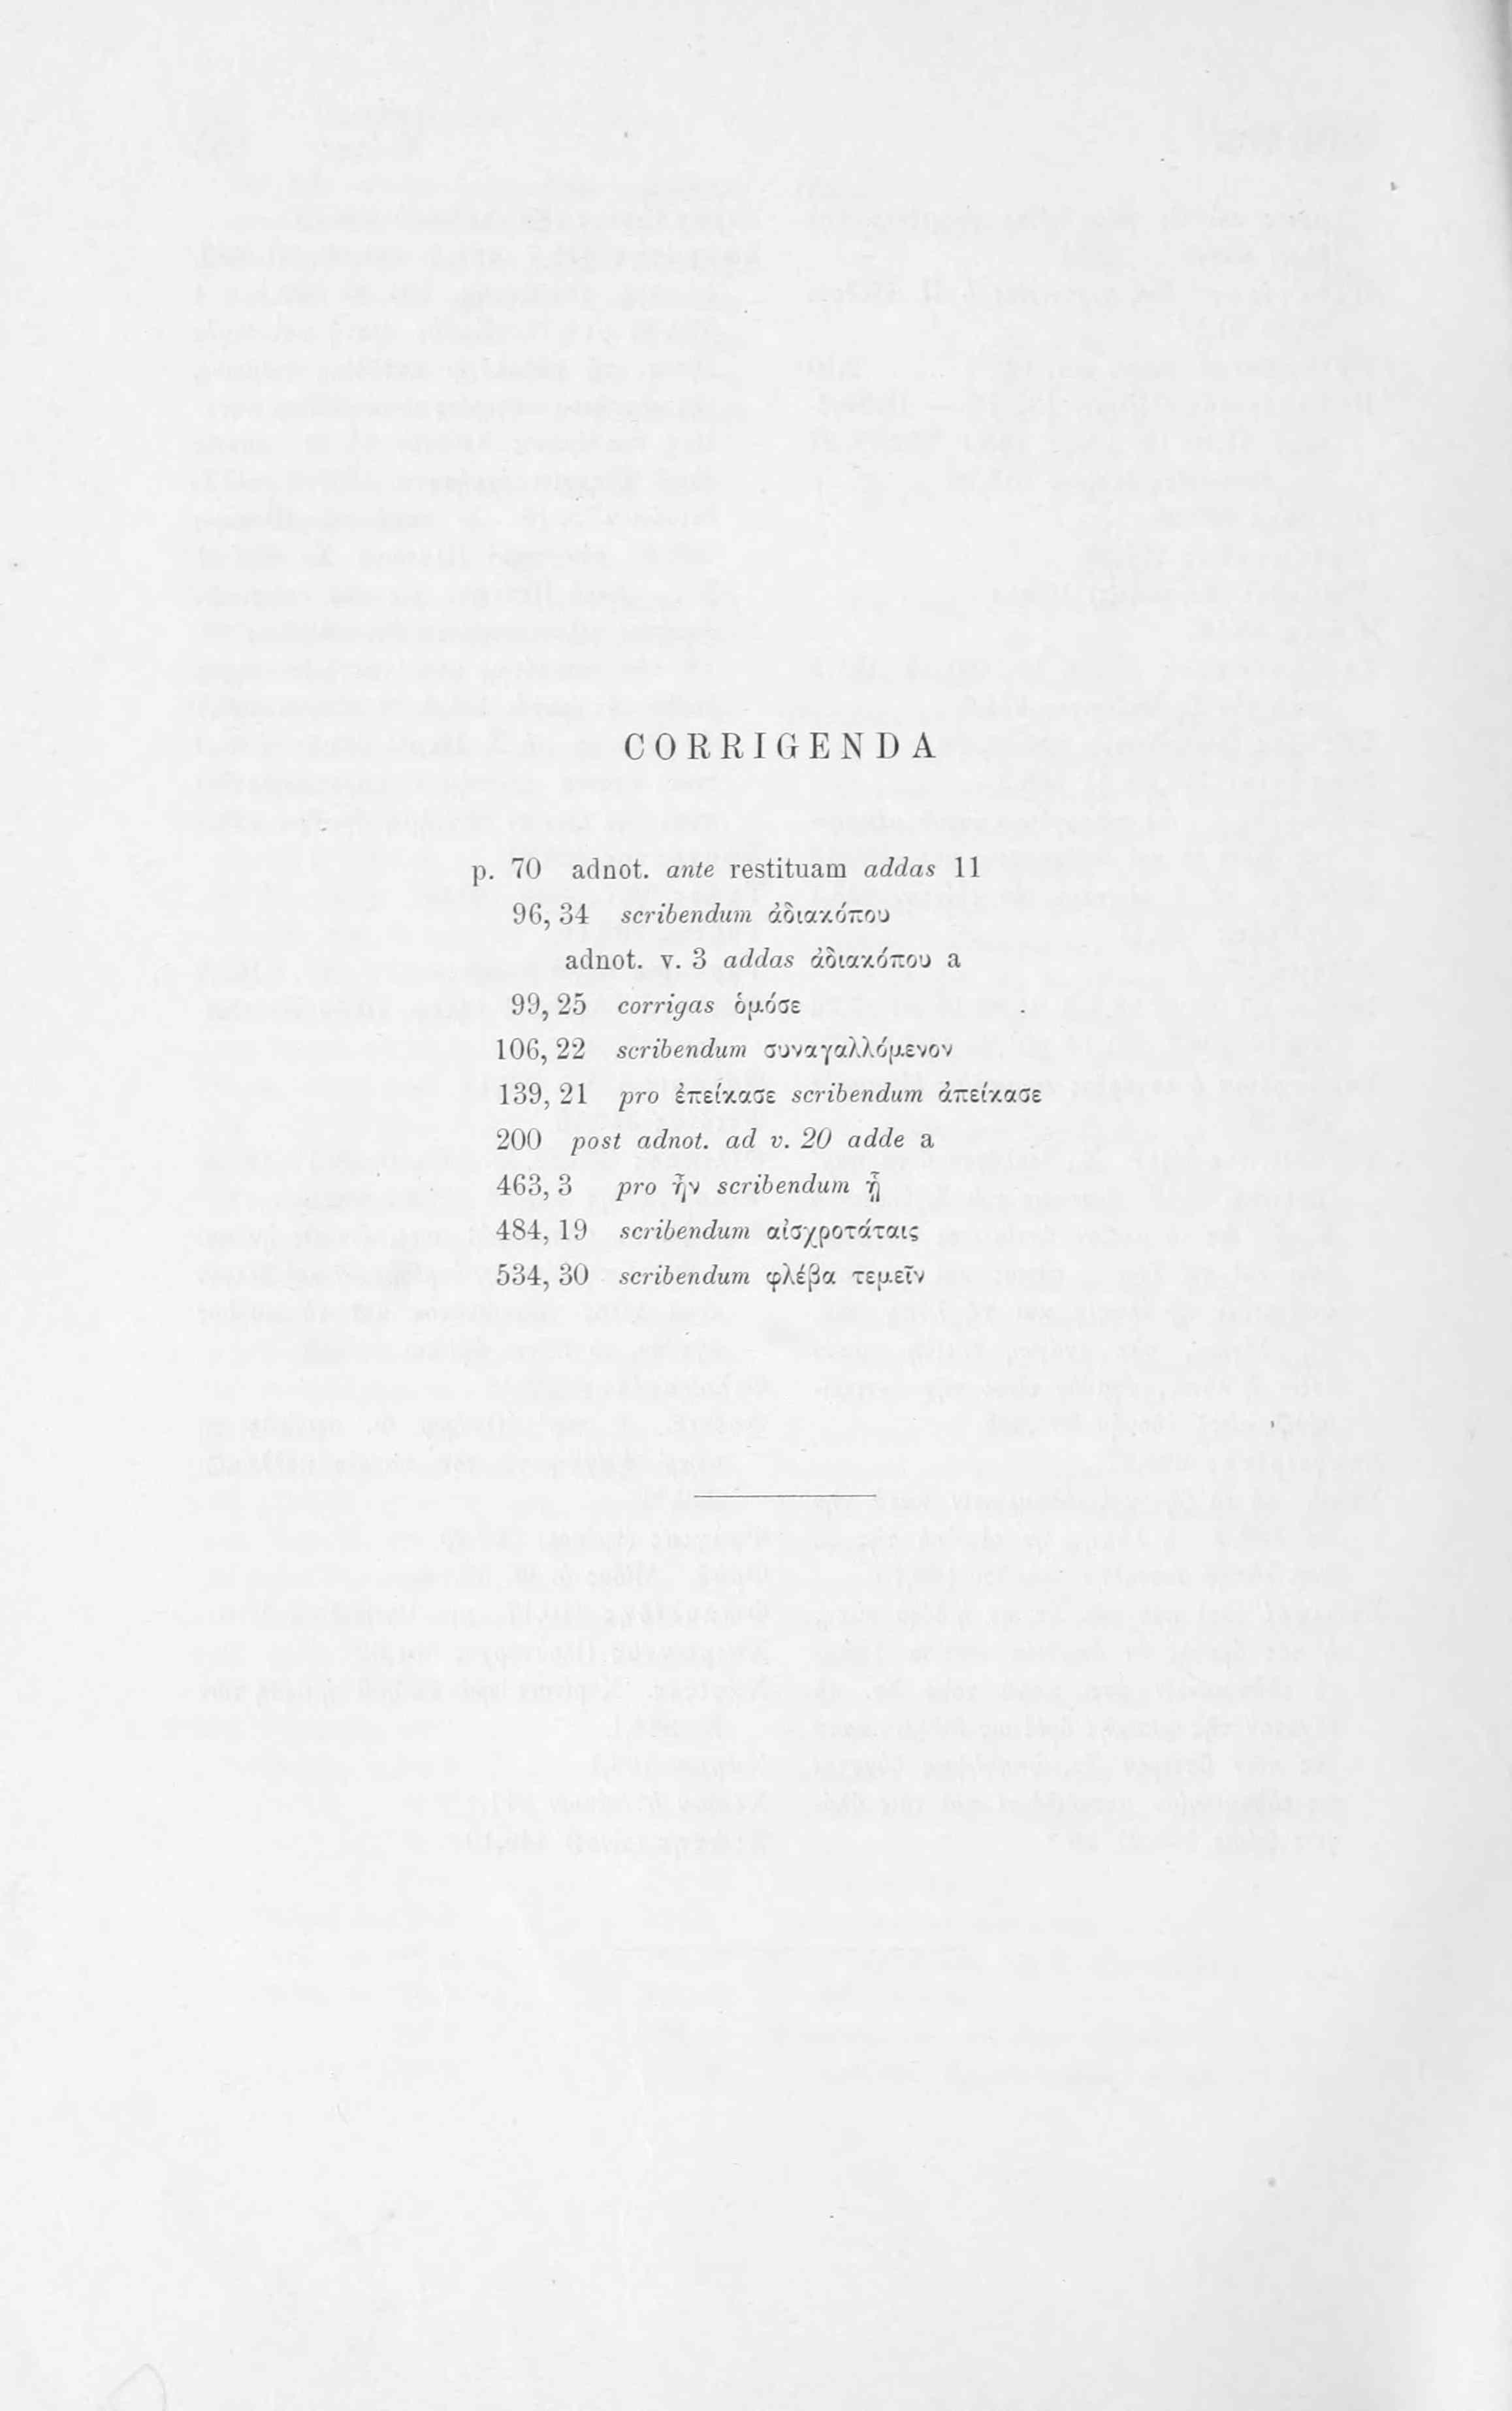 CORRIGENDA
p. 70 adnot. ante restituam addas 11
96, 34 scribendum ἀδιακόπου
adnot. v. 3 addas ἀδιακόπου a
99, 25 corrigas ὁμόσε
106, 22 scribendum συναγαλλόμενον
139, 21 pro ἐπείκασε scribendum ἀπείκασε
200 post adnot. ad v. 20 adde a
463, 3 pro ἦν scribendum ᾖ
484, 19 scribendum αἰσχροτάταις
534, 30 scribendum φλέβα τεμεῖν